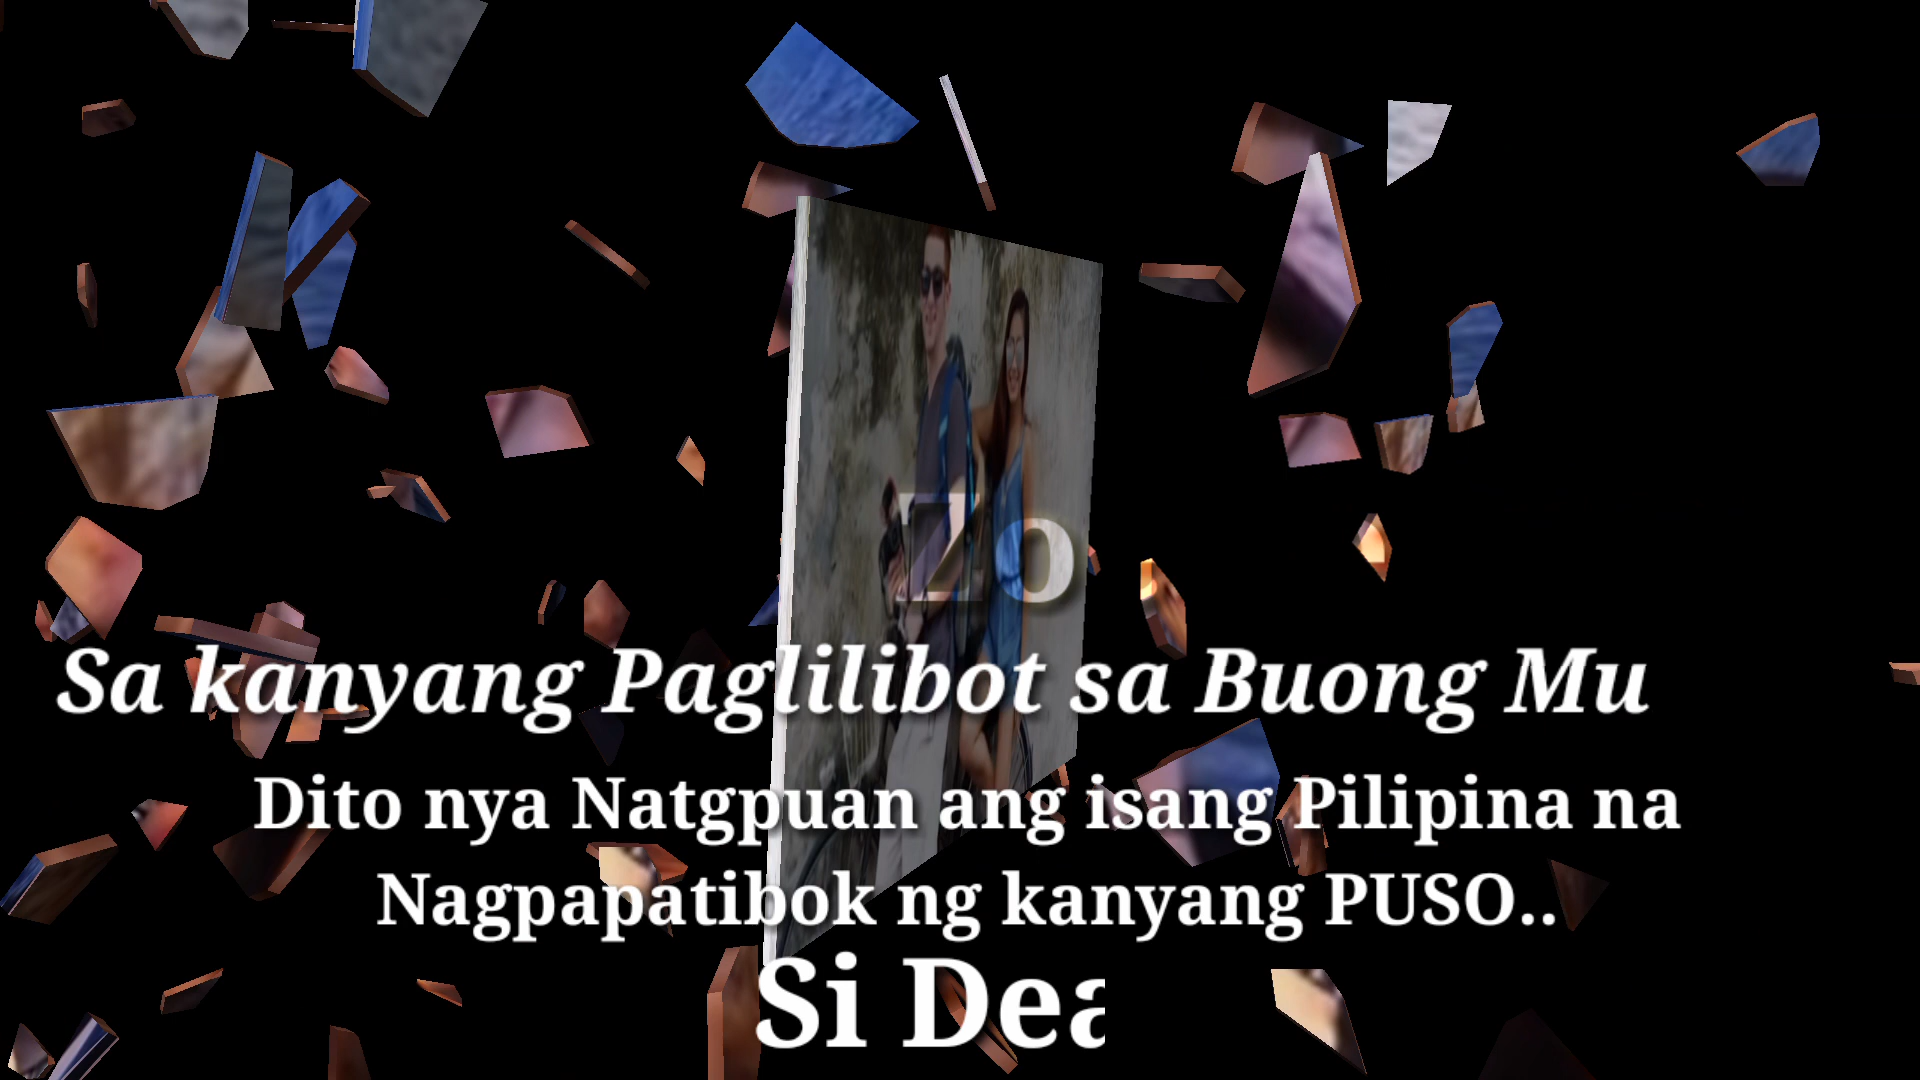 Zo
Sa kanyang Paglilibot sa Buong Mu
Dito nya Natgpuan ang isang Pilipina na
Nagpapatibok ng kanyang PUSO..
Si Dea